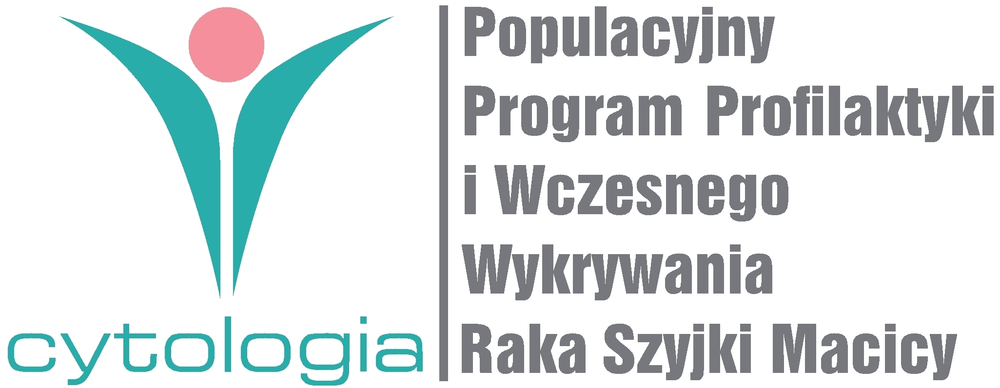 cytologia
Populacyjny
Program Profilaktyki
i Wczesnego
Wykrywania
Raka Szyjki Macicy